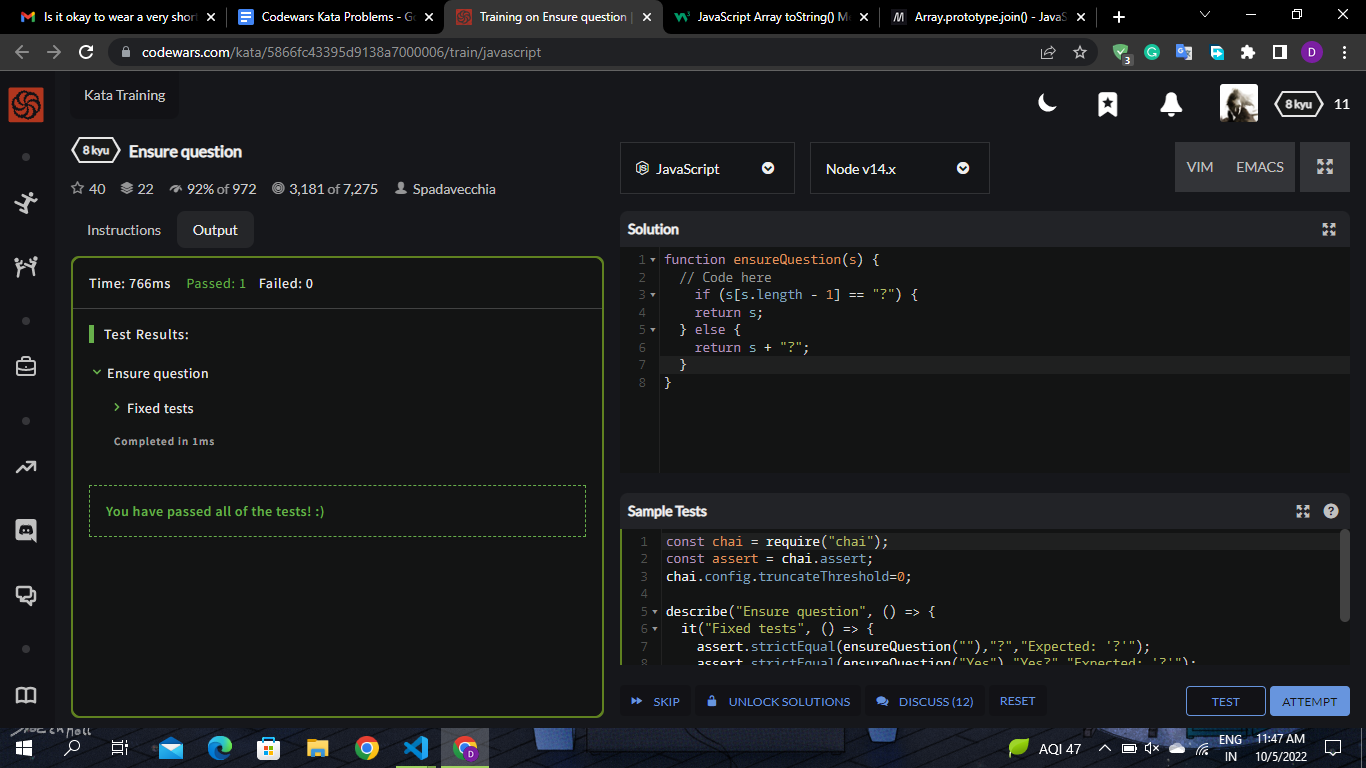 Is it okay to wear a very shor
Codewars Kata Problems - G
Training on Ensure question |
JavaScript Array toString() M
Array.prototype.join() - JavaS
codewars.com/kata/5866fc43395d9138a7000006/train/javascript
3
D
Kata Training
8 kyu
11
8 kyu
Ensure question
40
22
92% of 972
3,181 of 7,275
Spadavecchia
JavaScript
Node v14.x
VIM
EMACS
Instructions
Output
Time: 766ms
Passed: 1
Failed: 0
Test Results:
Ensure question
Fixed tests
Completed in 1ms
You have passed all of the tests! :)
Solution
1
function ensureQuestion(s) {
2
// Code here
3
if (s[s.length - 1] == "?") {
4
return s;
5
} else {
6
return s + "?";
7
}
8
}
Sample Tests
?
1
const chai = require("chai");
2
const assert = chai.assert;
3
chai.config.truncateThreshold=0;
4
5
describe("Ensure question", () => {
6
it("Fixed tests", () => {
7
assert.strictEqual(ensureQuestion(""),"?","Expected: '?'");
8
assert.strictEqual(ensureQuestion("Yes"),"Yes?","Expected: '?'");
SKIP
UNLOCK SOLUTIONS
DISCUSS (12)
RESET
TEST
ATTEMPT
D
AQI 47
ENG
IN
11:47 AM
10/5/2022